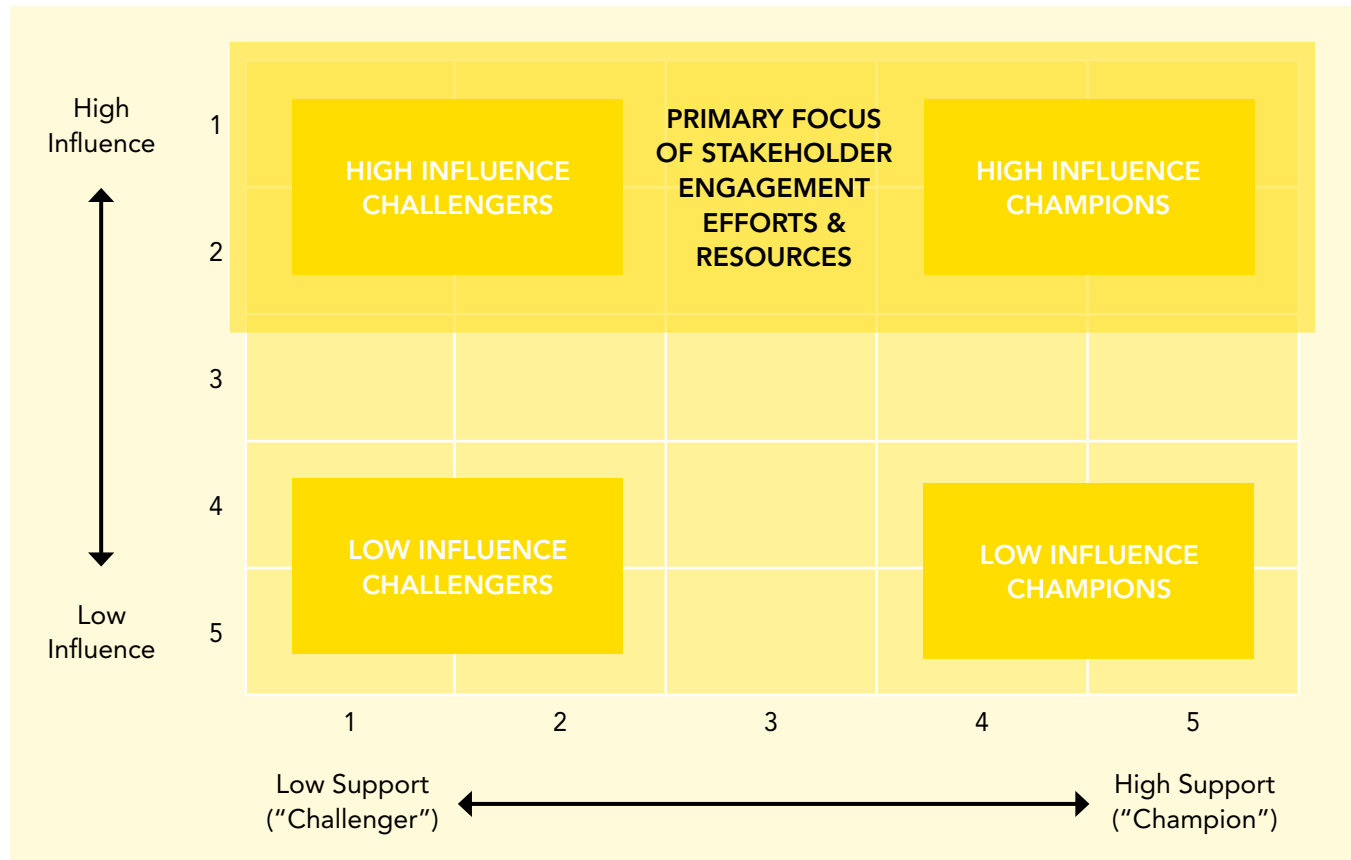 High
Influence
1
2
3
4
5
Low
Influence
HIGH INFLUENCE
CHALLENGERS
PRIMARY FOCUS
OF STAKEHOLDER
ENGAGEMENT
EFFORTS &
RESOURCES
HIGH INFLUENCE
CHAMPIONS
LOW INFLUENCE
CHALLENGERS
LOW INFLUENCE
CHAMPIONS
1
2
3
4
5
Low Support
(“Challenger”)
High Support
(“Champion”)